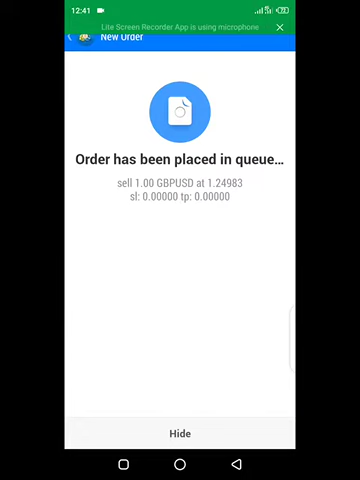 12:41
Lite Screen Recorder App is using microphone
New Order
Order has been placed in queue...
sell 1.00 GBPUSD at 1.24983
sl: 0.00000 tp: 0.00000
Hide